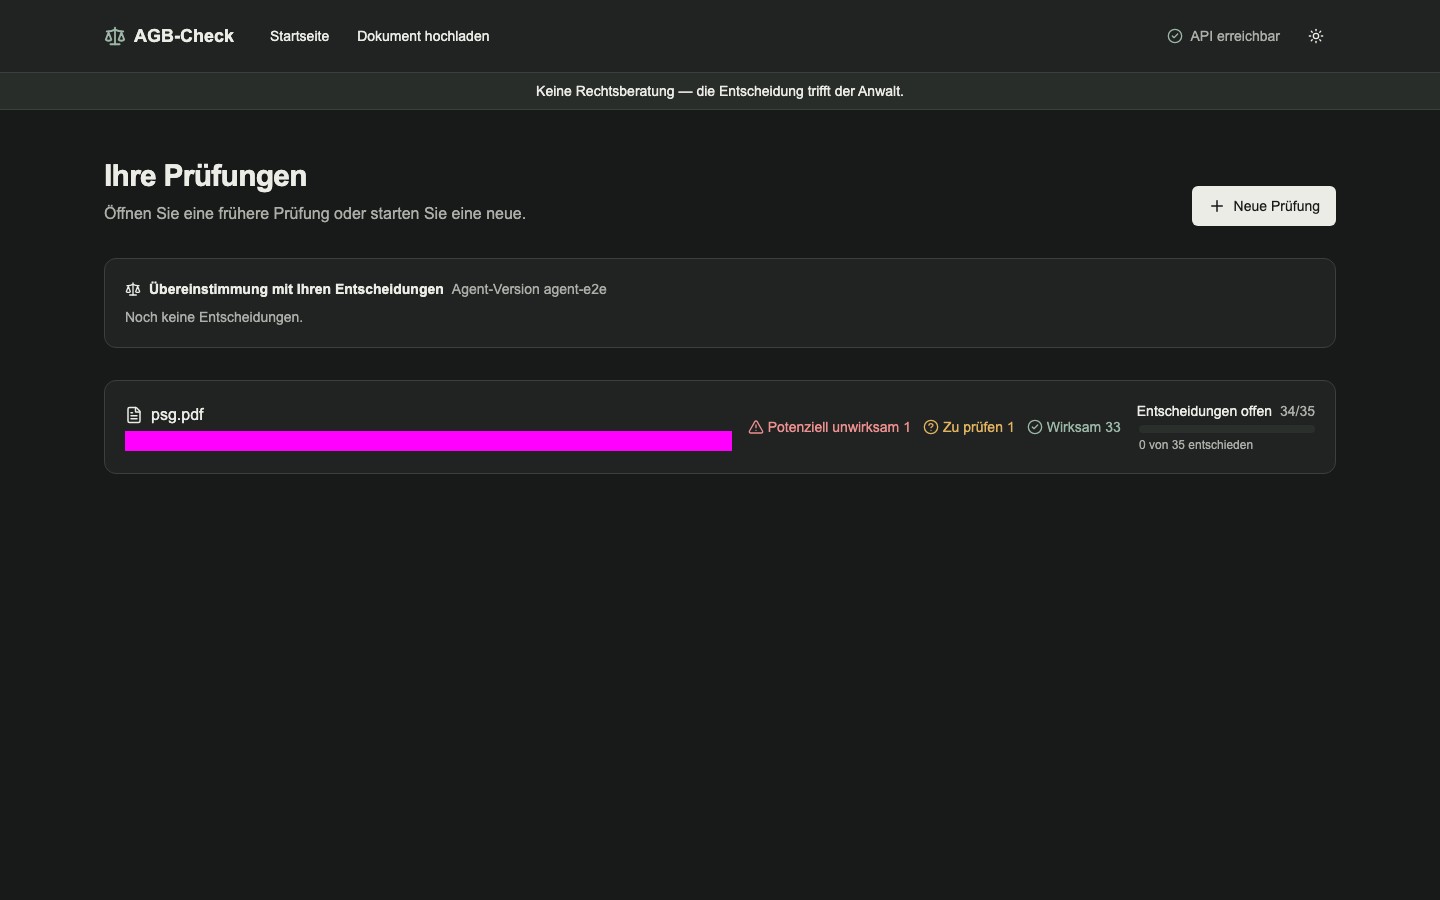 AGB-Check
Startseite
Dokument hochladen
API erreichbar
Keine Rechtsberatung — die Entscheidung trifft der Anwalt.
Ihre Prüfungen
Öffnen Sie eine frühere Prüfung oder starten Sie eine neue.
Neue Prüfung
Übereinstimmung mit Ihren Entscheidungen Agent-Version agent-e2e
Noch keine Entscheidungen.
psg.pdf
Potenziell unwirksam 1
Zu prüfen 1
Wirksam 33
Entscheidungen offen 34/35
0 von 35 entschieden